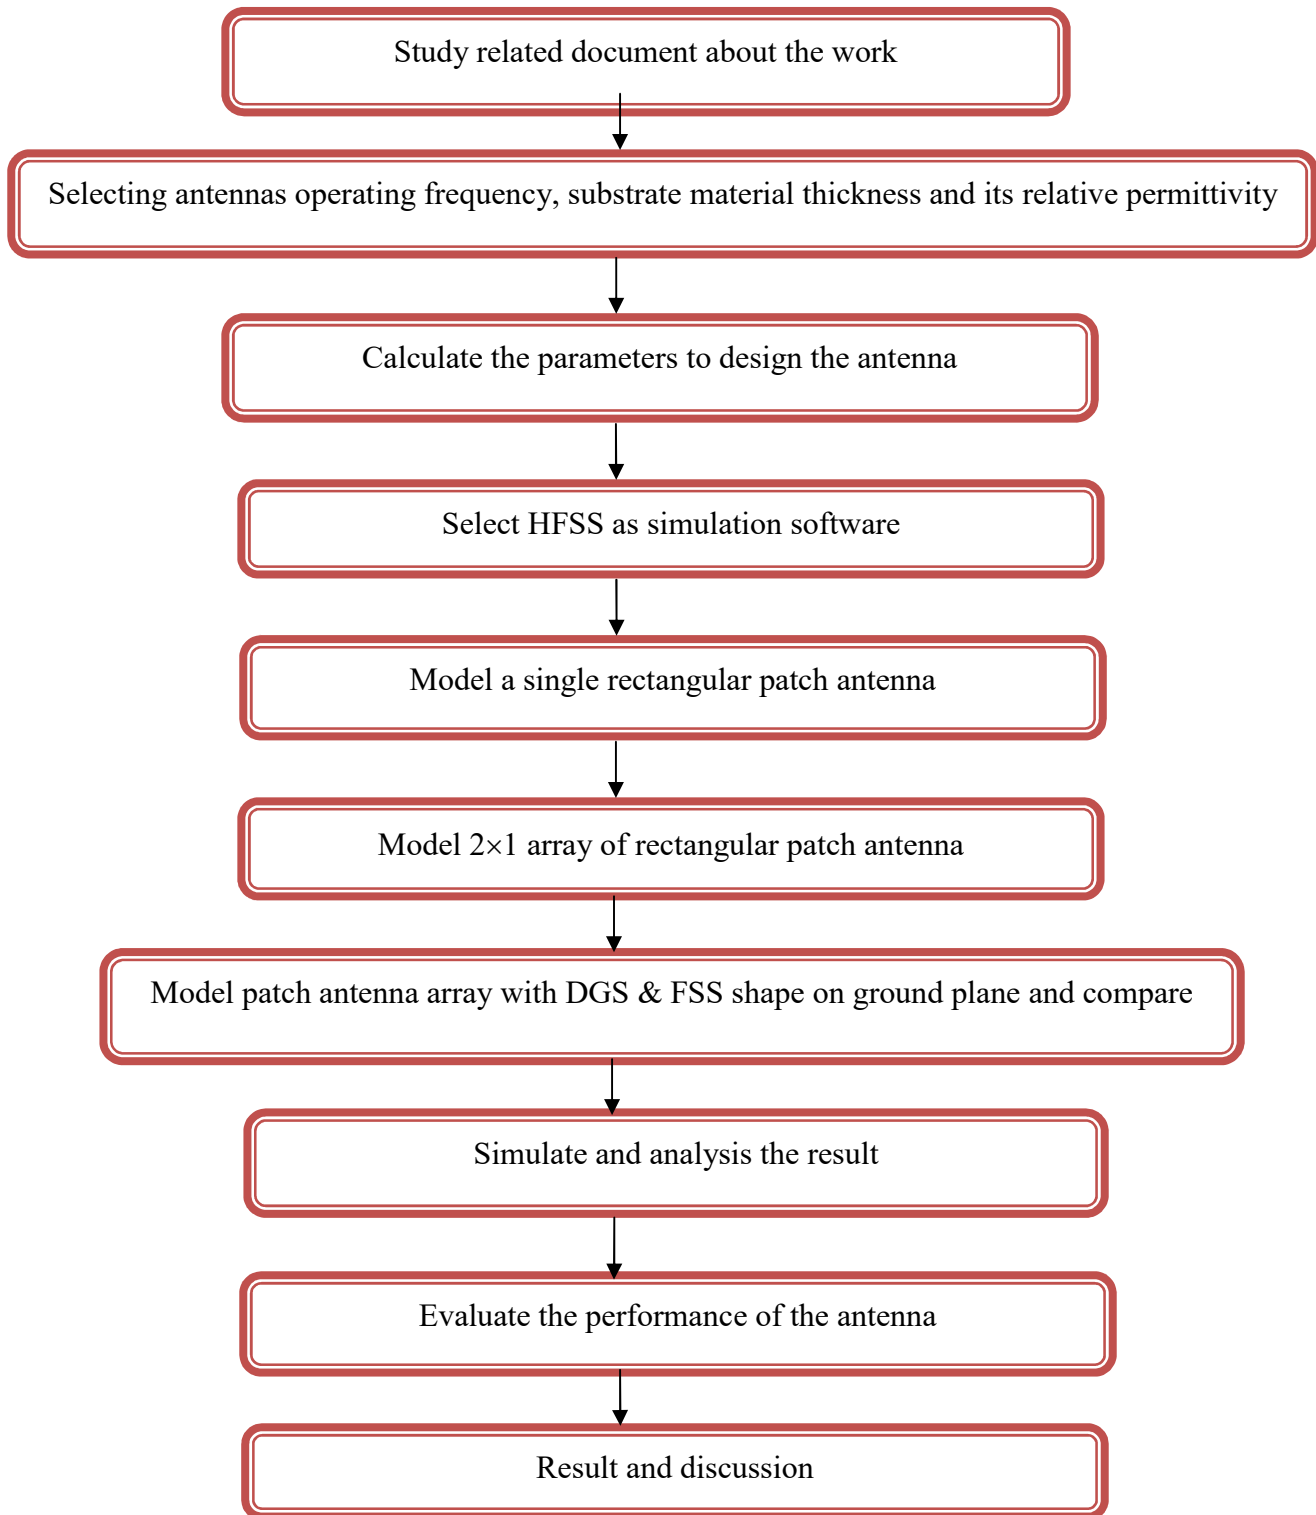 Study related document about the work
Selecting antennas operating frequency, substrate material thickness and its relative permittivity
Calculate the parameters to design the antenna
Select HFSS as simulation software
Model a single rectangular patch antenna
Model 2×1 array of rectangular patch antenna
Model patch antenna array with DGS & FSS shape on ground plane and compare
Simulate and analysis the result
Evaluate the performance of the antenna
Result and discussion